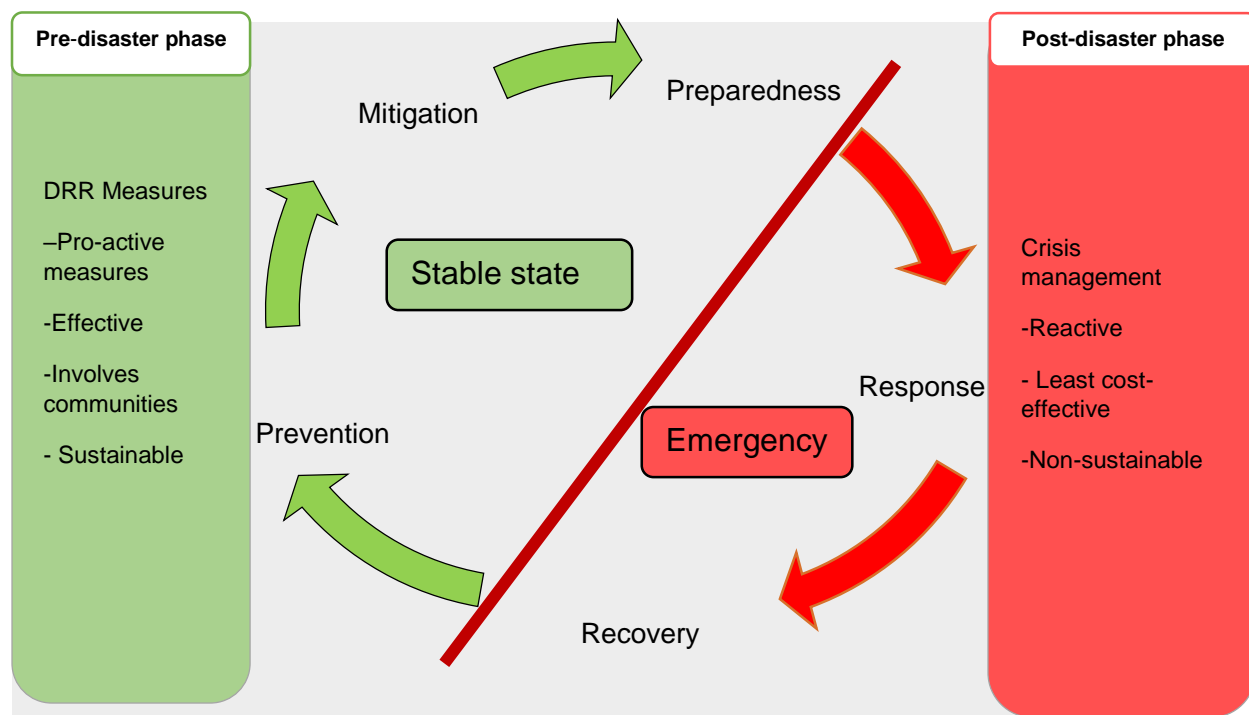 Pre-disaster phase
DRR Measures
–Pro-active
measures
-Effective
-Involves
communities
- Sustainable
Mitigation
Preparedness
Stable state
Prevention
Emergency
Response
Recovery
Post-disaster phase
Crisis
management
-Reactive
- Least cost-
effective
-Non-sustainable